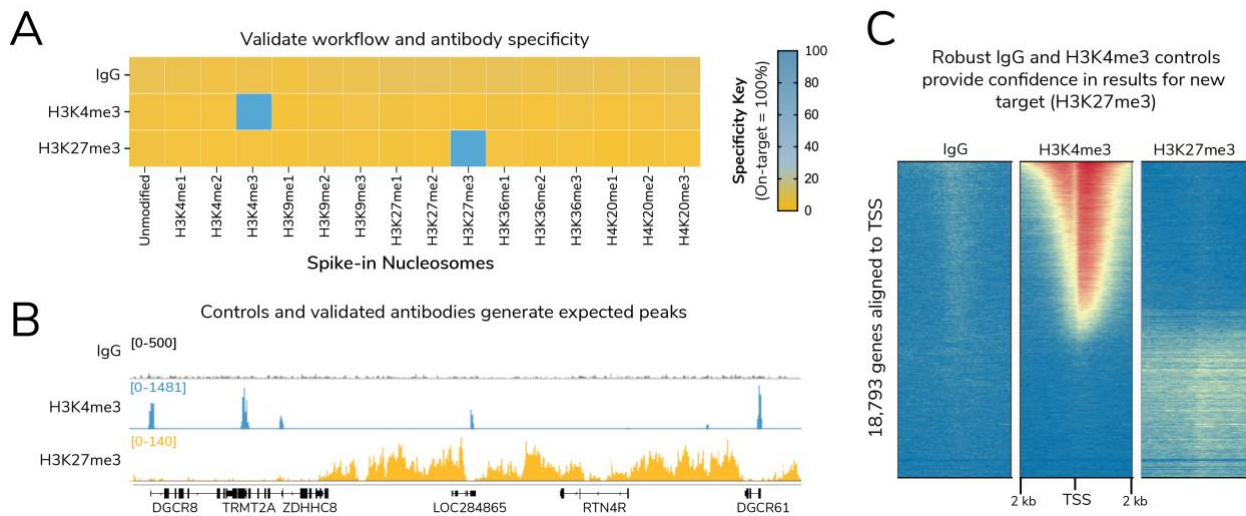 A
Validate workflow and antibody specificity
IgG
H3K4me3
H3K27me3
Unmodified
H3K4me1
H3K4me2
H3K4me3
H3K9me1
H3K9me2
H3K9me3
H3K27me1
H3K27me2
H3K27me3
H3K36me1
H3K36me2
H3K36me3
H4K20me1
H4K20me2
H4K20me3
Spike-in Nucleosomes
Specificity Key
(On-target = 100%)
100
80
60
40
20
0
B
Controls and validated antibodies generate expected peaks
IgG
[0-500]
H3K4me3
[0-1481]
H3K27me3
[0-140]
DGCR8 TRMT2A ZDHHC8 LOC284865 RTN4R DGCR61
C
Robust IgG and H3K4me3 controls
provide confidence in results for new
target (H3K27me3)
IgG H3K4me3 H3K27me3
18,793 genes aligned to TSS
2 kb TSS 2 kb